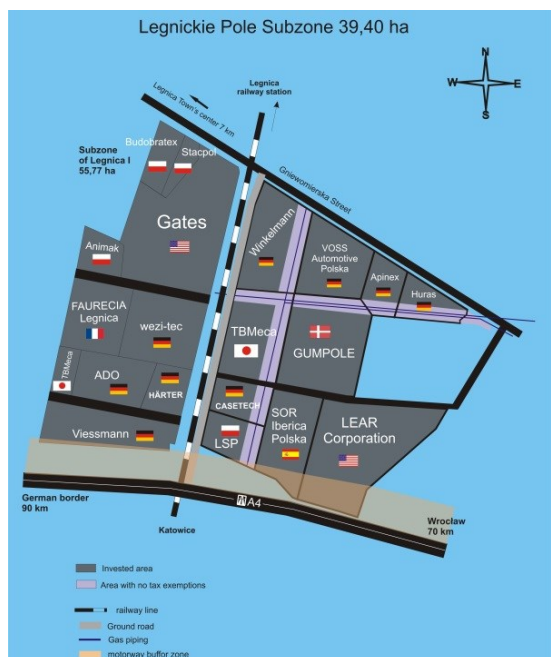 Legnickie Pole Subzone 39,40 ha
N
W
E
S
Legnica
railway station
Legnica Town's center 7 km
Gniewomierska Street
Subzone
of Legnica I
55,77 ha
Budobratex
Stacpol
Gates
Animak
FAURECIA
Legnica
wezi-tec
TBMeca
ADO
HÄRTER
Viessmann
Winkelmann
VOSS
Automotive
Polska
Apinex
Huras
TBMeca
GUMPOLE
CASETECH
LSP
SOR
Iberica
Polska
LEAR
Corporation
German border
90 km
A4
Katowice
Wrocław
70 km
Invested area
Area with no tax exemptions
railway line
Ground road
Gas piping
motorway buffor zone